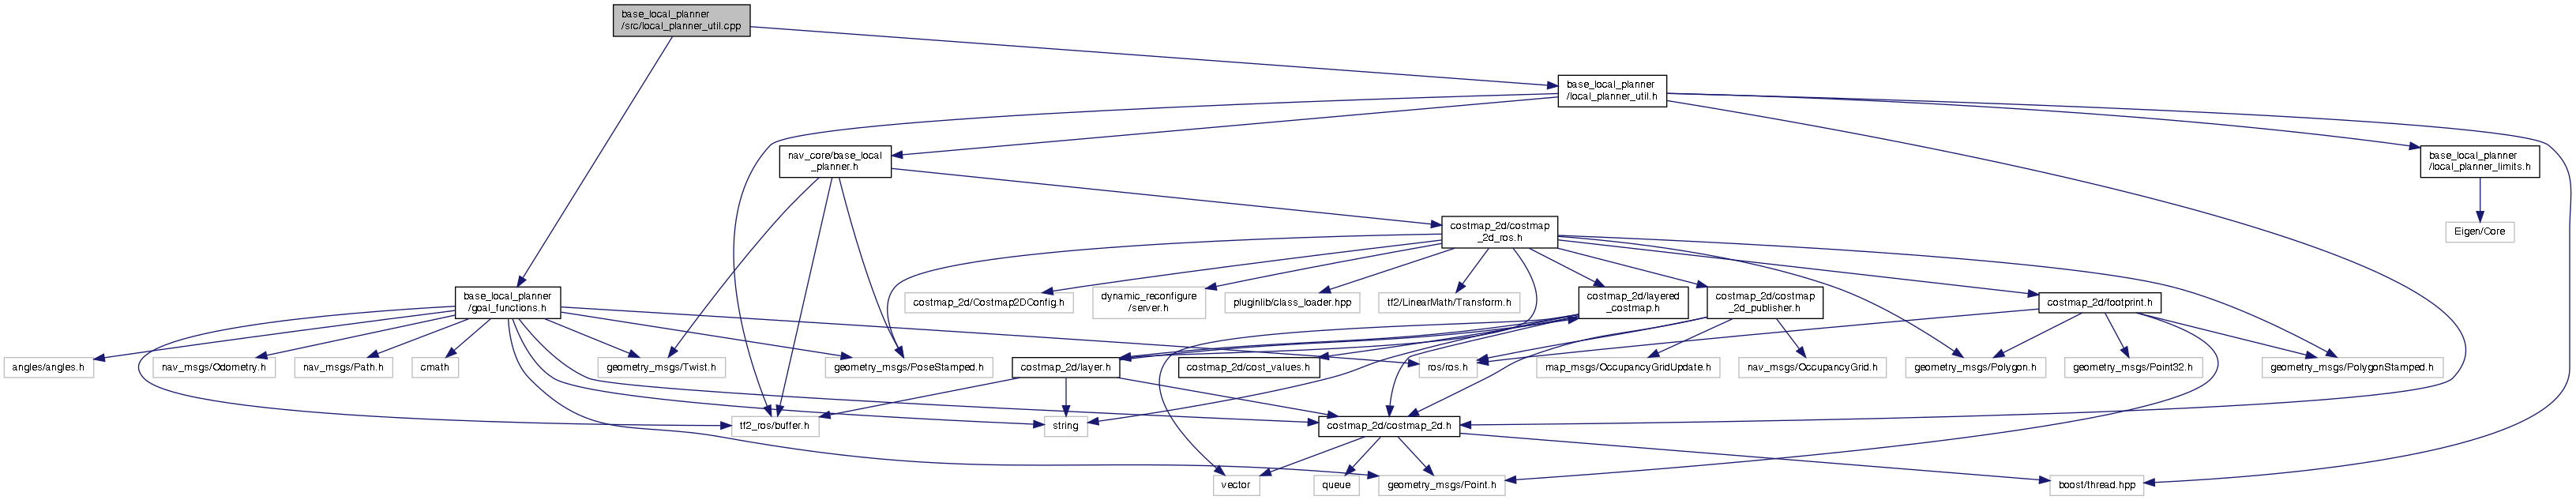 base_local_planner
/src/local_planner_util.cpp
base_local_planner
/local_planner_util.h
nav_core/base_local
_planner.h
base_local_planner
/local_planner_limits.h
costmap_2d/costmap
_2d_ros.h
Eigen/Core
base_local_planner
/goal_functions.h
costmap_2d/Costmap2DConfig.h
dynamic_reconfigure
/server.h
pluginlib/class_loader.hpp
tf2/LinearMath/Transform.h
costmap_2d/layered
_costmap.h
costmap_2d/costmap
_2d_publisher.h
costmap_2d/footprint.h
angles/angles.h
nav_msgs/Odometry.h
nav_msgs/Path.h
cmath
geometry_msgs/Twist.h
geometry_msgs/PoseStamped.h
costmap_2d/layer.h
costmap_2d/cost_values.h
ros/ros.h
map_msgs/OccupancyGridUpdate.h
nav_msgs/OccupancyGrid.h
geometry_msgs/Polygon.h
geometry_msgs/Point32.h
geometry_msgs/PolygonStamped.h
tf2_ros/buffer.h
string
costmap_2d/costmap_2d.h
vector
queue
geometry_msgs/Point.h
boost/thread.hpp